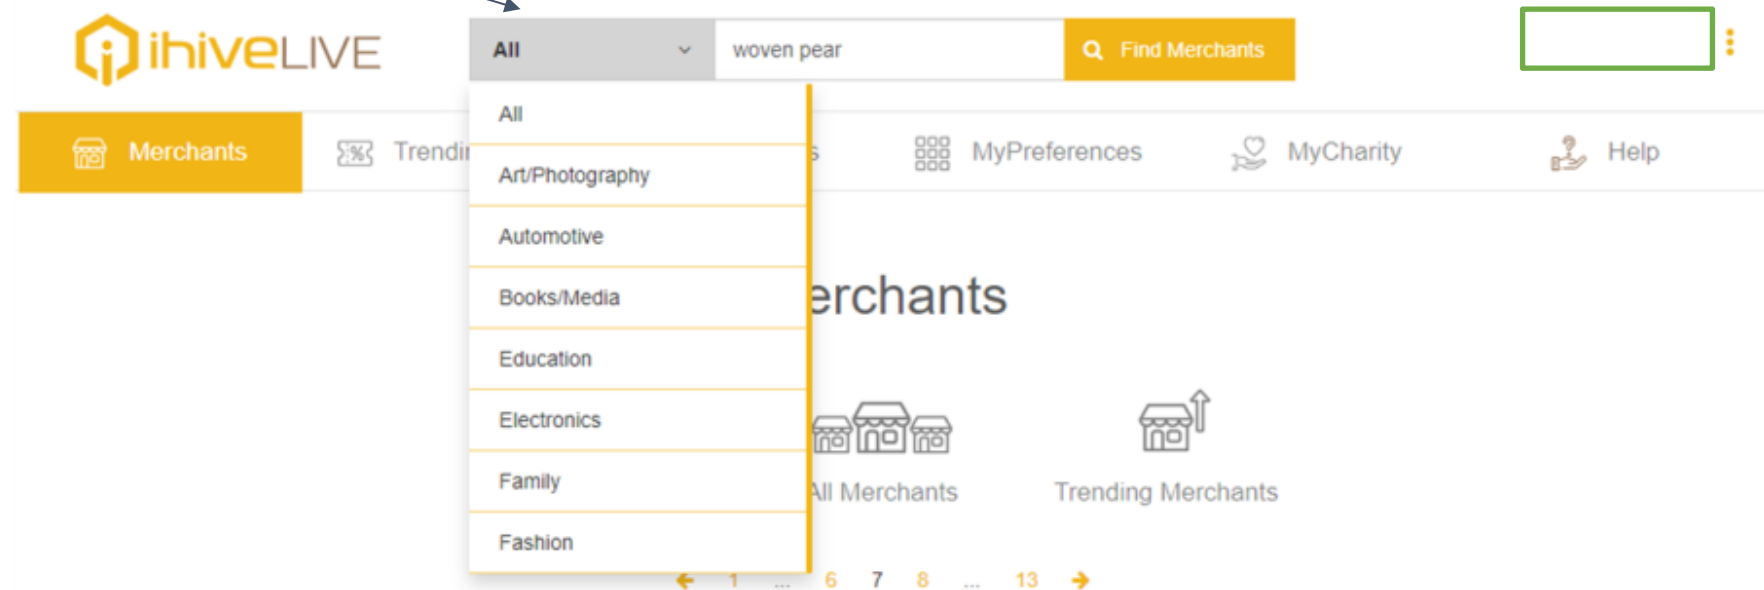 ihiveLIVE
All
woven pear
Find Merchants
Merchants
MyPreferences
MyCharity
Help
All
Art/Photography
Automotive
Books/Media
Education
Electronics
Family
Fashion
erchants
All Merchants
Trending Merchants
1 ... 6 7 8 ... 13